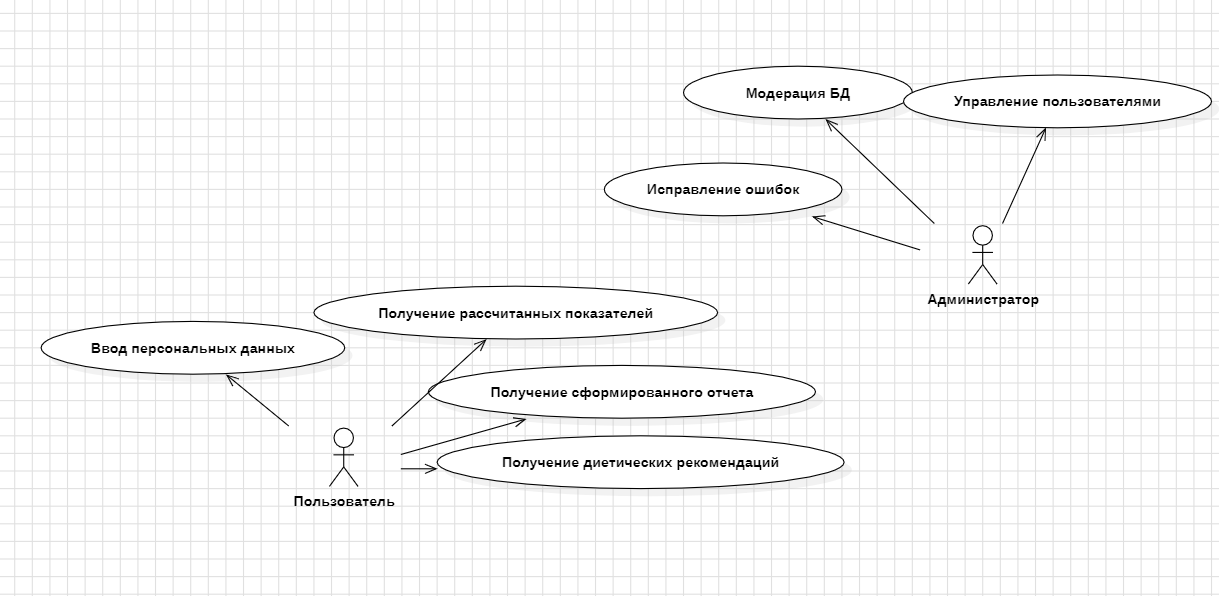 Модерация БД
Управление пользователями
Исправление ошибок
Администратор
Получение рассчитанных показателей
Ввод персональных данных
Получение сформированного отчета
Получение диетических рекомендаций
Пользователь